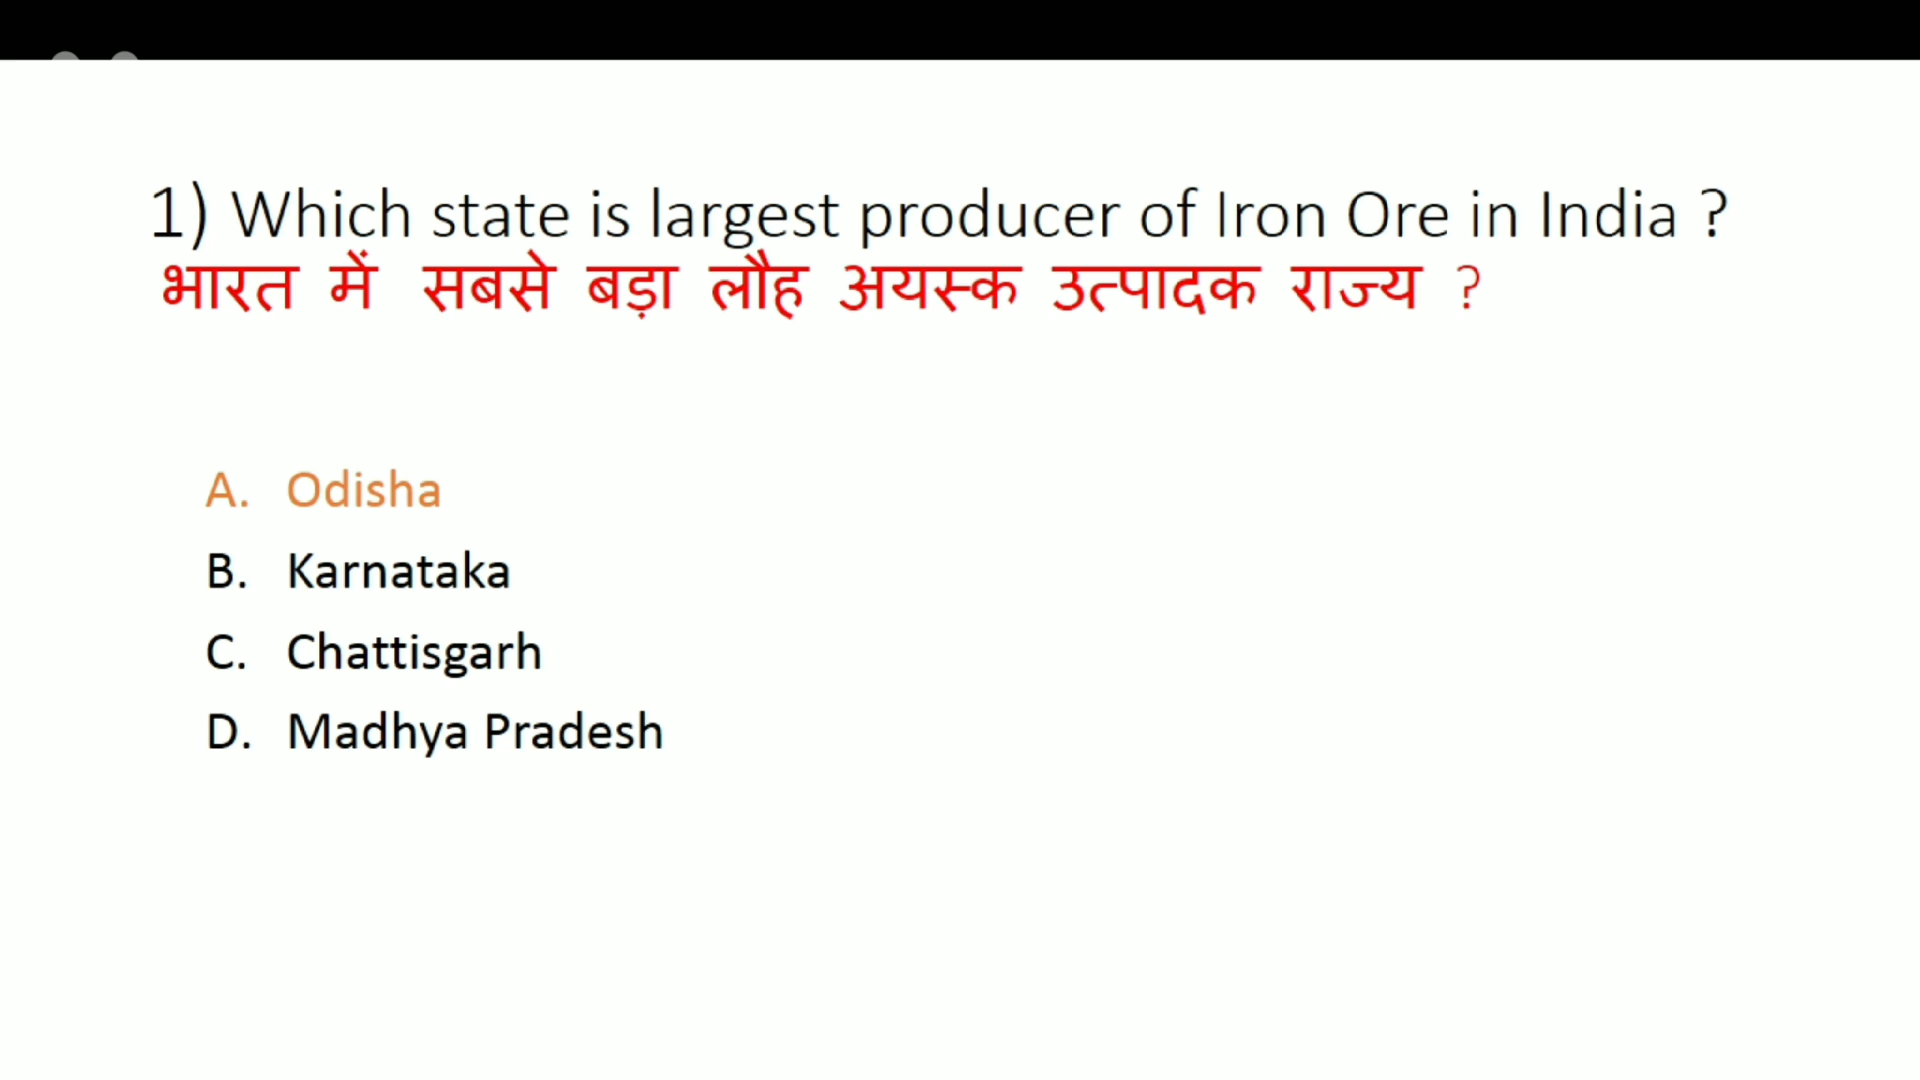 1) Which state is largest producer of Iron Ore in India ?
भारत में सबसे बड़ा लौह अयस्क उत्पादक राज्य ?
A. Odisha
B. Karnataka
C. Chattisgarh
D. Madhya Pradesh